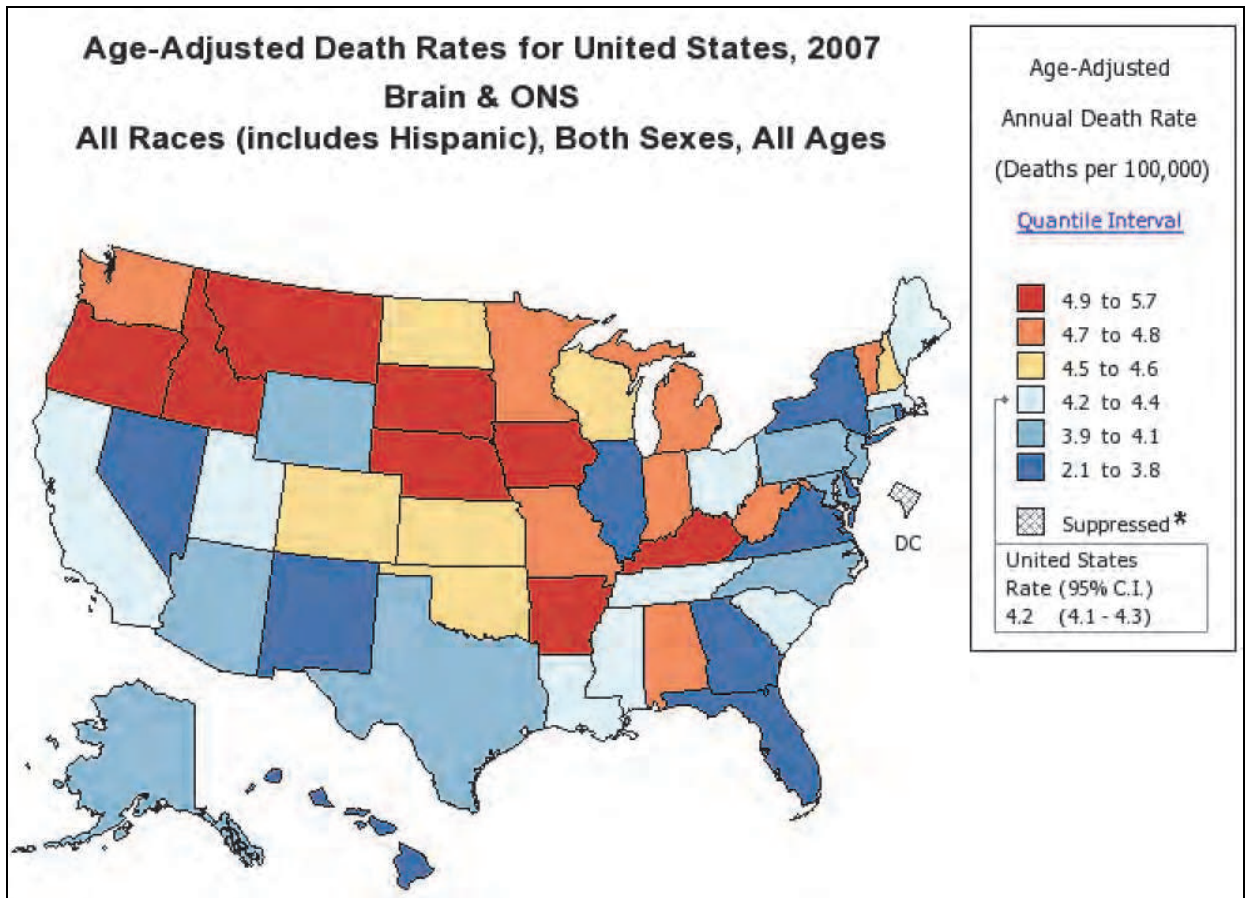 Age-Adjusted Death Rates for United States, 2007
Brain & ONS
All Races (includes Hispanic), Both Sexes, All Ages
Age-Adjusted
Annual Death Rate
(Deaths per 100,000)
Quantile Interval
4.9 to 5.7
4.7 to 4.8
4.5 to 4.6
4.2 to 4.4
3.9 to 4.1
2.1 to 3.8
Suppressed*
United States
Rate (95% C.I.)
4.2 (4.1 - 4.3)
DC